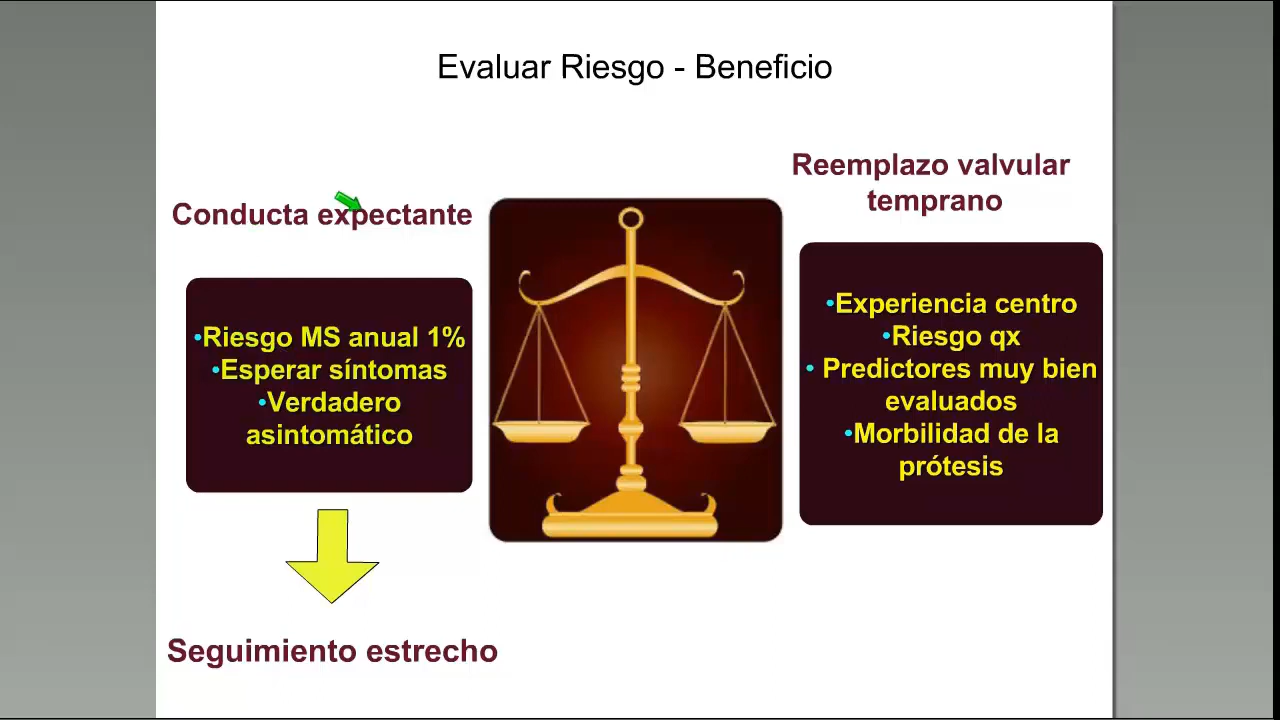 Evaluar Riesgo - Beneficio
Conducta expectante
•Riesgo MS anual 1%
•Esperar síntomas
•Verdadero
asintomático
Seguimiento estrecho
Reemplazo valvular
temprano
•Experiencia centro
•Riesgo qx
• Predictores muy bien
evaluados
•Morbilidad de la
prótesis